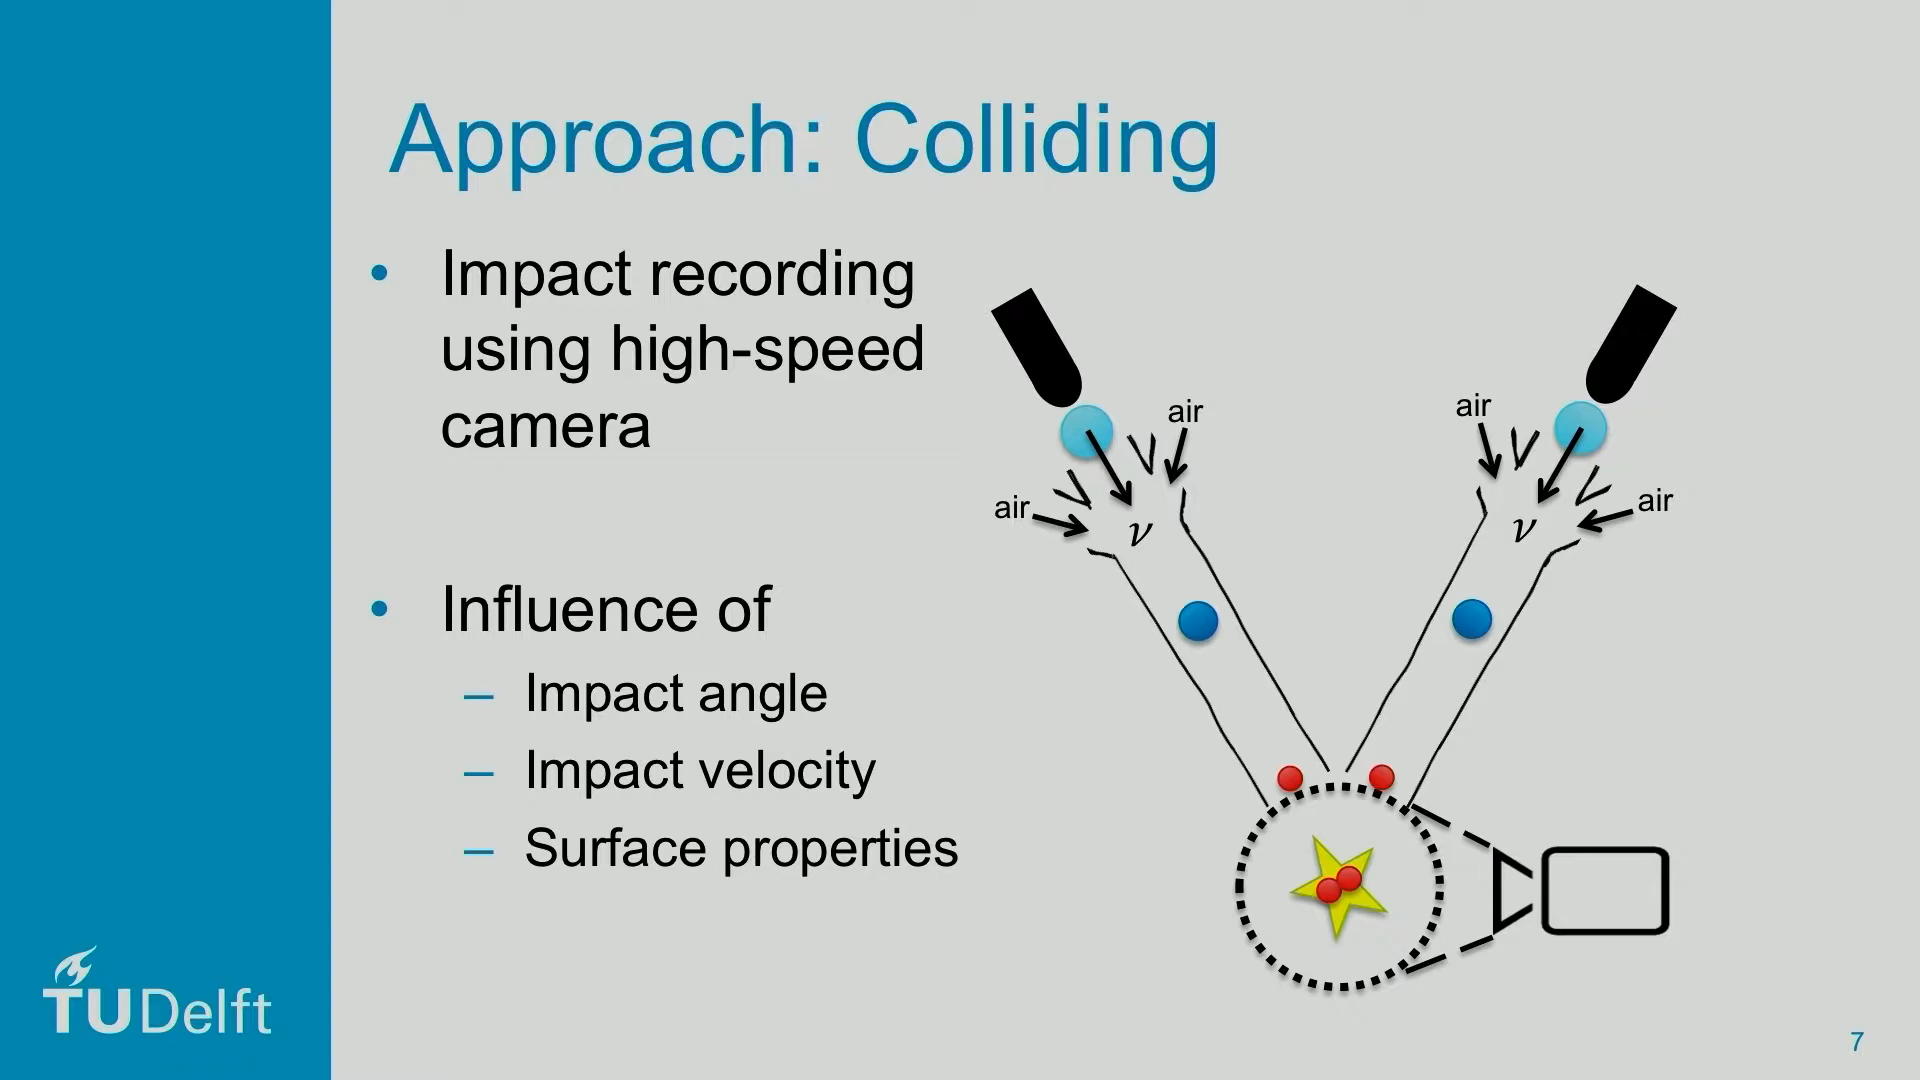 Approach: Colliding
• Impact recording
using high-speed
camera
• Influence of
– Impact angle
– Impact velocity
– Surface properties
air
air
air
air
ν
ν
TUDelft
7